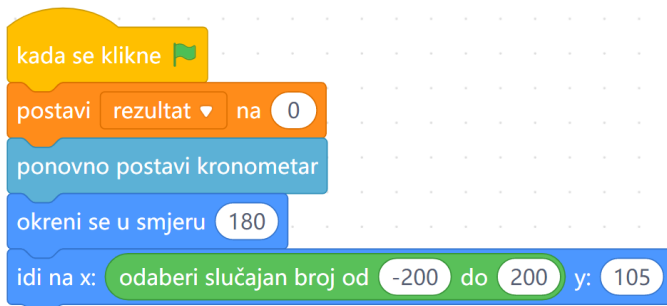 kada se klikne
postavi rezultat na 0
ponovno postavi kronometar
okreni se u smjeru 180
idi na x: odaberi slučajan broj od -200 do 200 y: 105